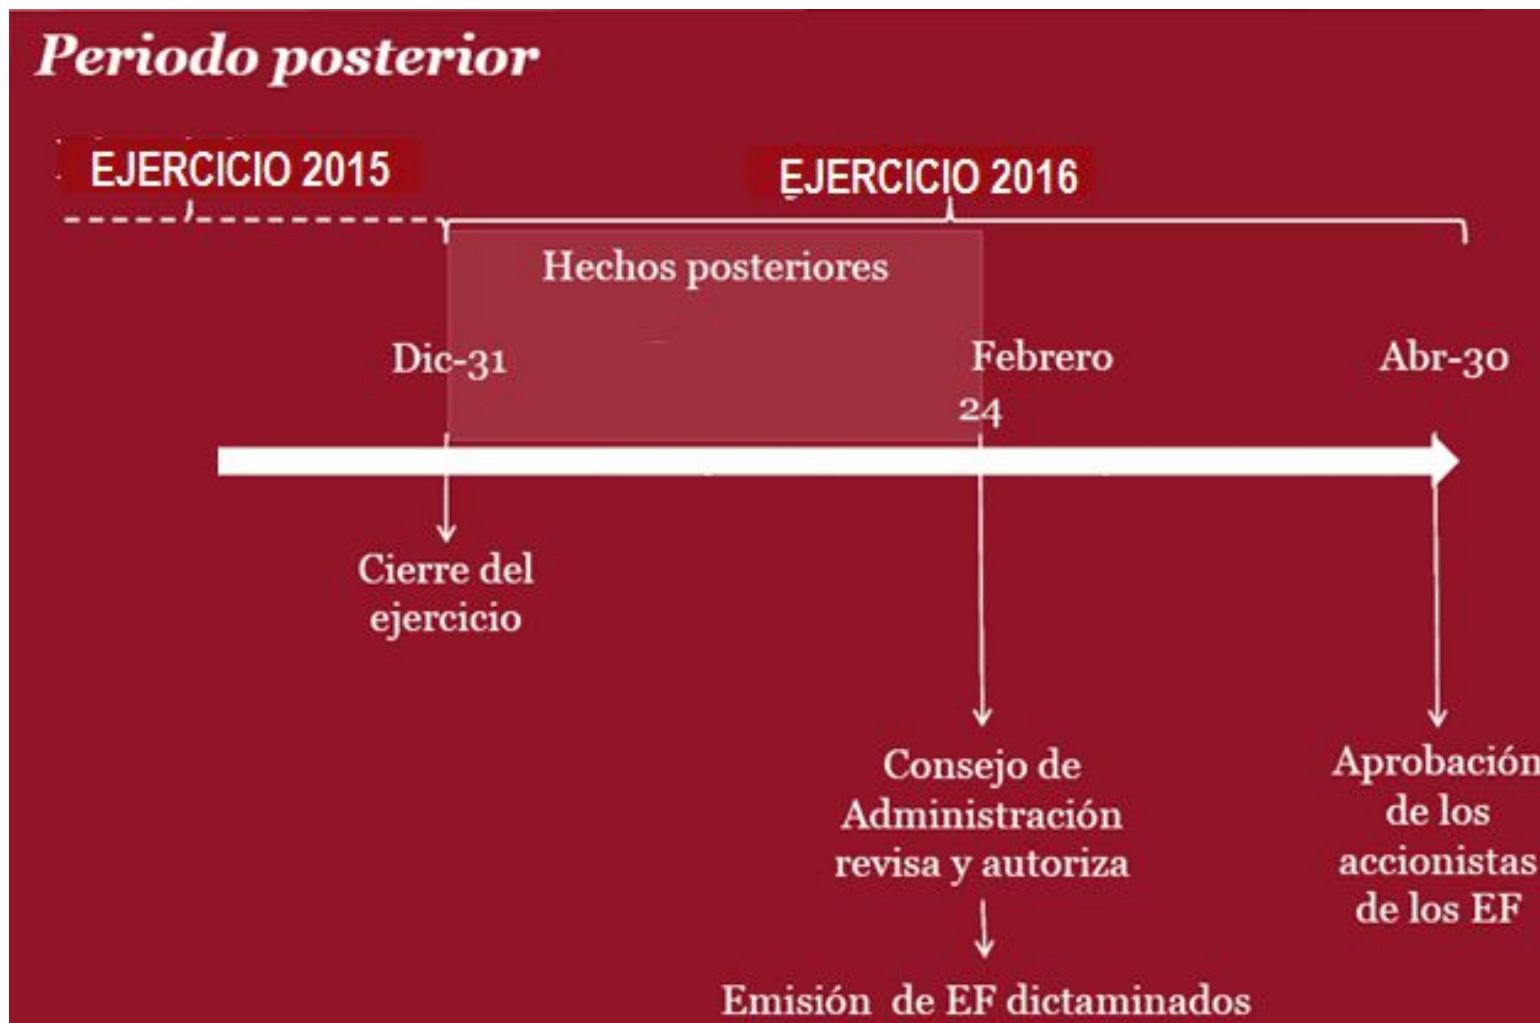 Periodo posterior
EJERCICIO 2015
EJERCICIO 2016
Hechos posteriores
Dic-31
Febrero
24
Abr-30
Cierre del
ejercicio
Consejo de
Administración
revisa y autoriza
Emisión de EF dictaminados
Aprobación
de los
accionistas
de los EF